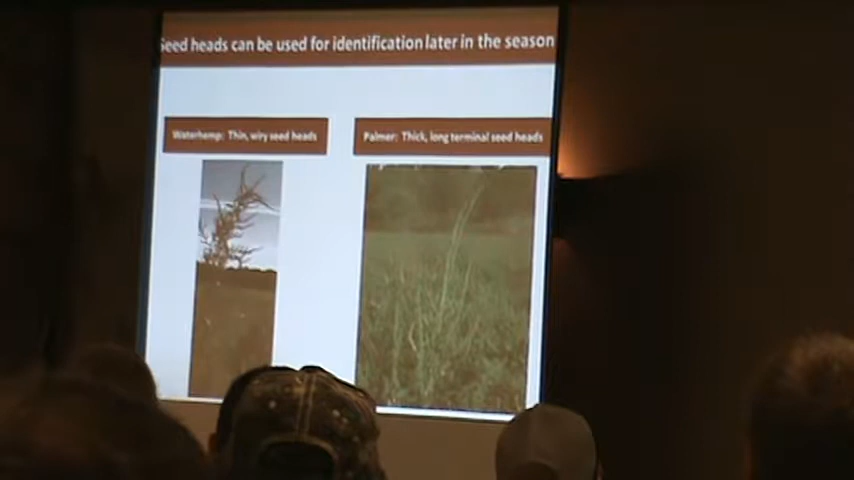 Seed heads can be used for identification later in the season
Waterhemp: Thin, wiry seed heads
Palmer: Thick, long terminal seed heads